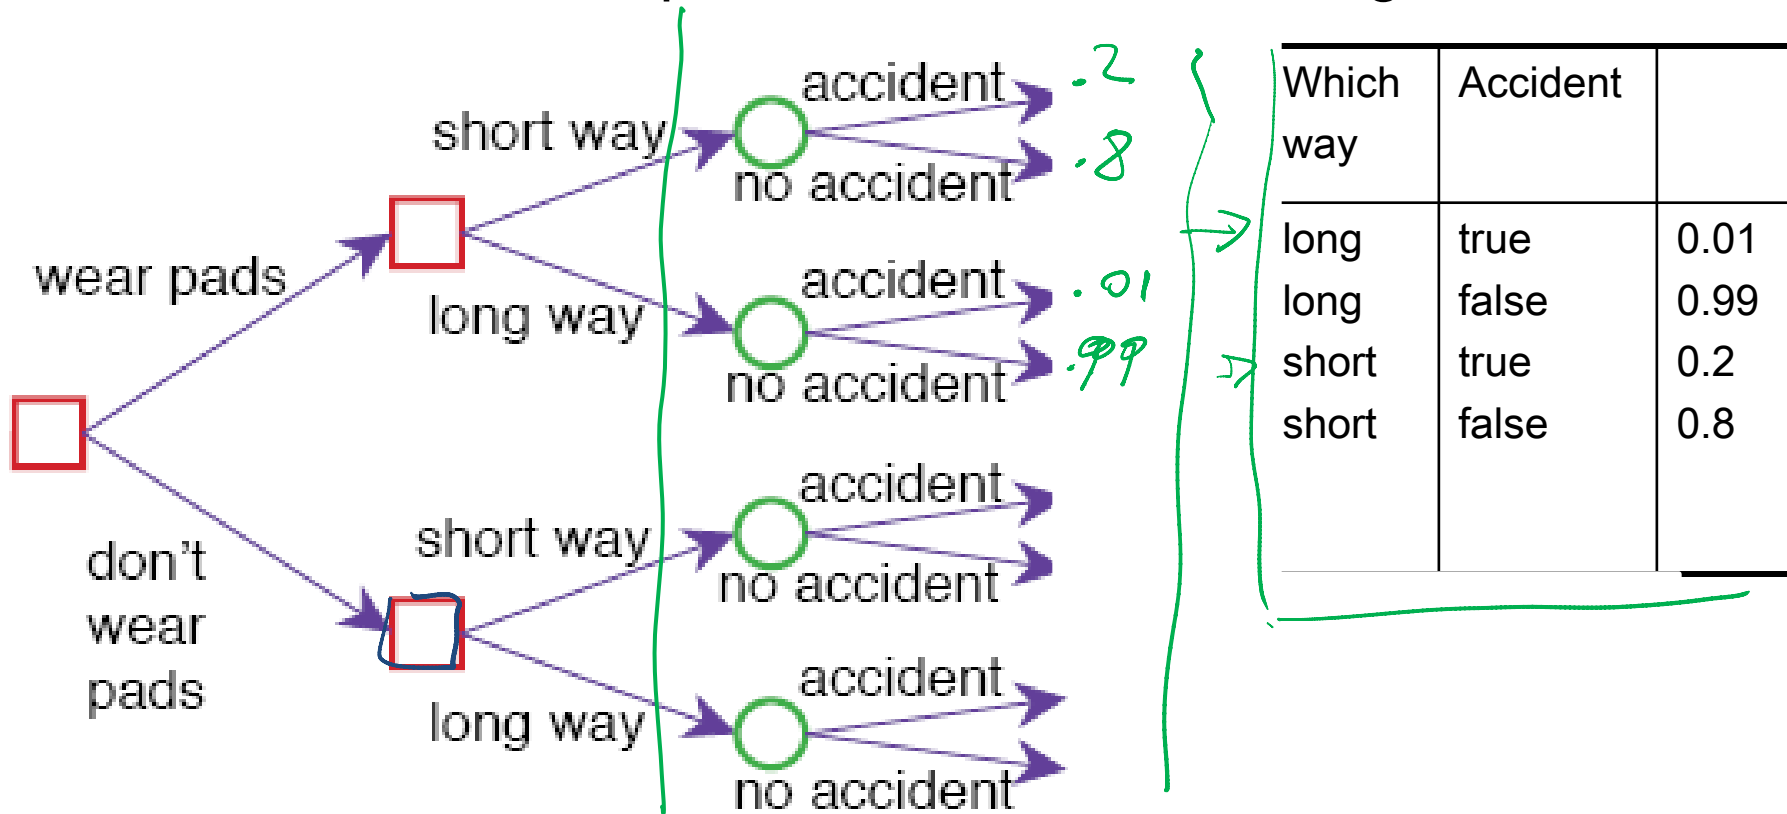 accident .2
short way
no accident .8
wear pads
accident .01
long way
no accident .99
accident
short way
no accident
don't
wear
pads
accident
long way
no accident
Which Accident
way
long true 0.01
long false 0.99
short true 0.2
short false 0.8